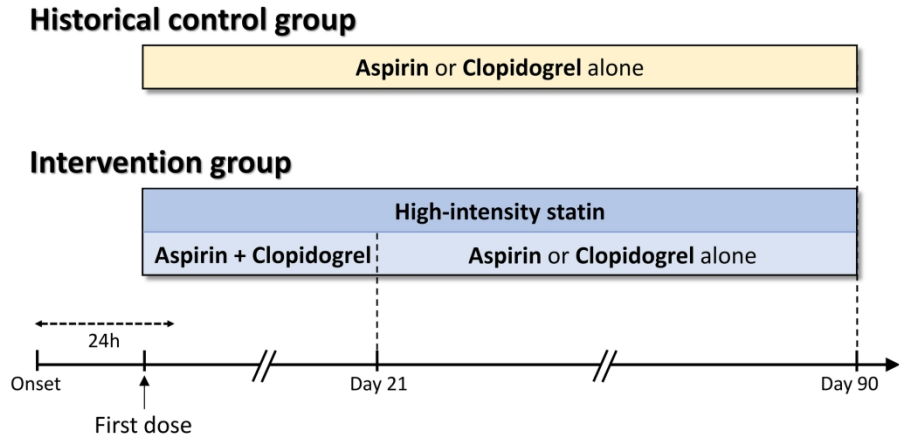 Historical control group
Aspirin or Clopidogrel alone
Intervention group
High-intensity statin
Aspirin + Clopidogrel
Aspirin or Clopidogrel alone
24h
Onset
Day 21
Day 90
First dose